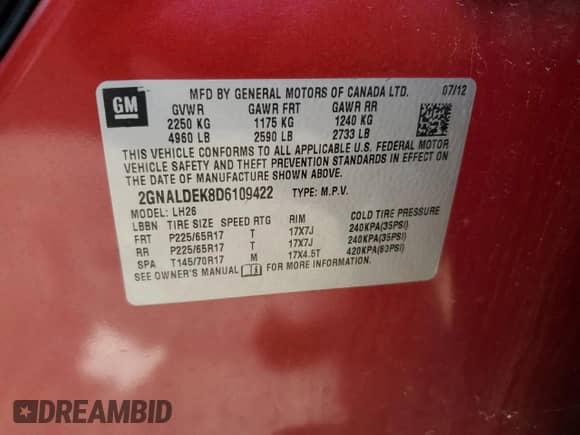 GM
MFD BY GENERAL MOTORS OF CANADA LTD. 07/12
GVWR GAWR FRT GAWR RR
2250 KG 1175 KG 1240 KG
4960 LB 2590 LB 2733 LB
THIS VEHICLE CONFORMS TO ALL APPLICABLE U.S. FEDERAL MOTOR
VEHICLE SAFETY AND THEFT PREVENTION STANDARDS IN EFFECT ON
THE DATE OF MANUFACTURE SHOWN ABOVE.
2GNALDEK8D6109422 TYPE: M.P.V.
MODEL: LH26
LBBN TIRE SIZE SPEED RTG RIM COLD TIRE PRESSURE
FRT P225/65R17 T 17X7J 240KPA(35PSI)
RR P225/65R17 T 17X7J 240KPA(35PSI)
SPA T145/70R17 M 17X4.5T 420KPA(60PSI)
SEE OWNER'S MANUAL FOR MORE INFORMATION.
DREAMBID